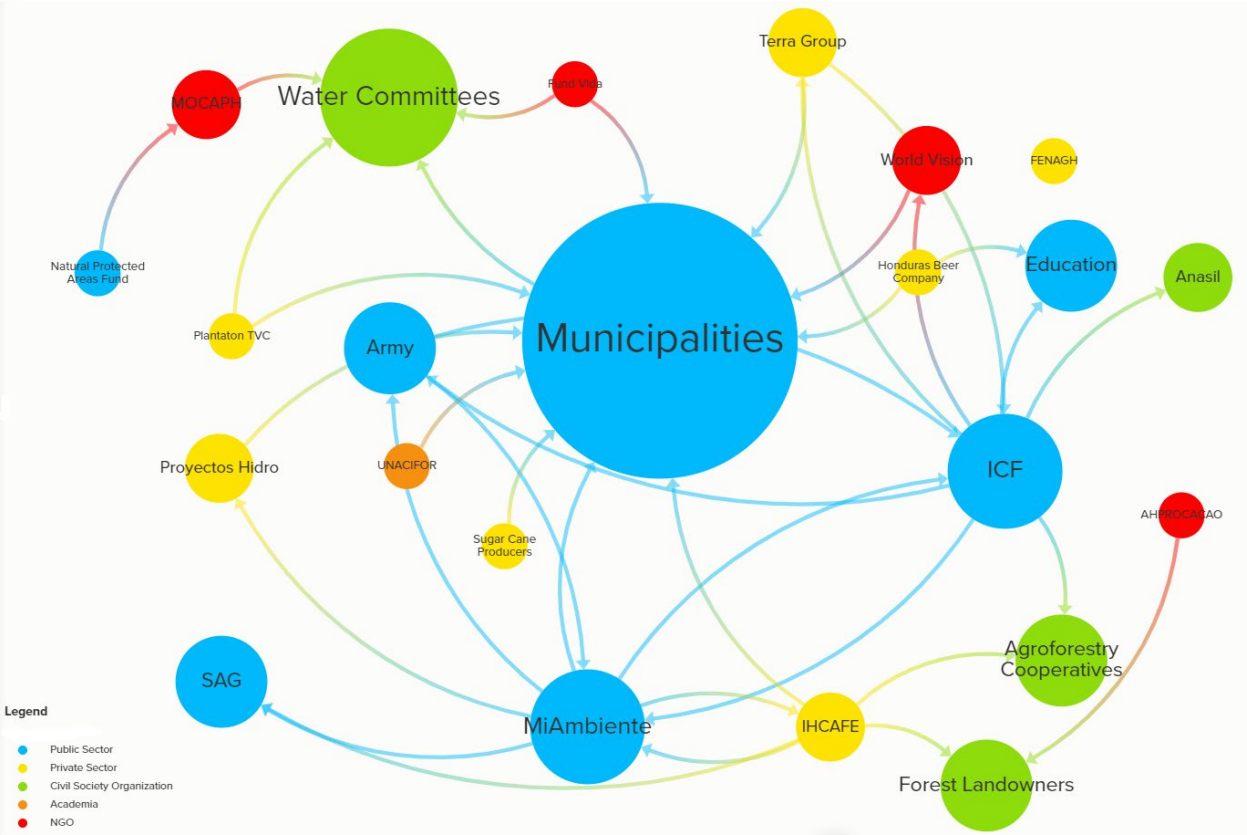 Terra Group
Fund Vida
Water Committees
MOCAPH
World Vision
FENAGH
Natural Protected
Areas Fund
Honduras Beer
Company
Education
Anasil
Plantaton TVC
Army
Municipalities
Proyectos Hidro
UNACIFOR
ICF
AHPROCACAO
Sugar Cane
Producers
Agroforestry
Cooperatives
SAG
MiAmbiente
IHCAFE
Forest Landowners
Legend
Public Sector
Private Sector
Civil Society Organization
Academia
NGO